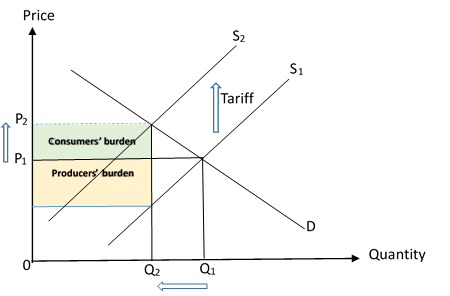 Price
S2
S1
Tariff
P2
Consumers' burden
P1
Producers' burden
D
Quantity
0
Q2
Q1